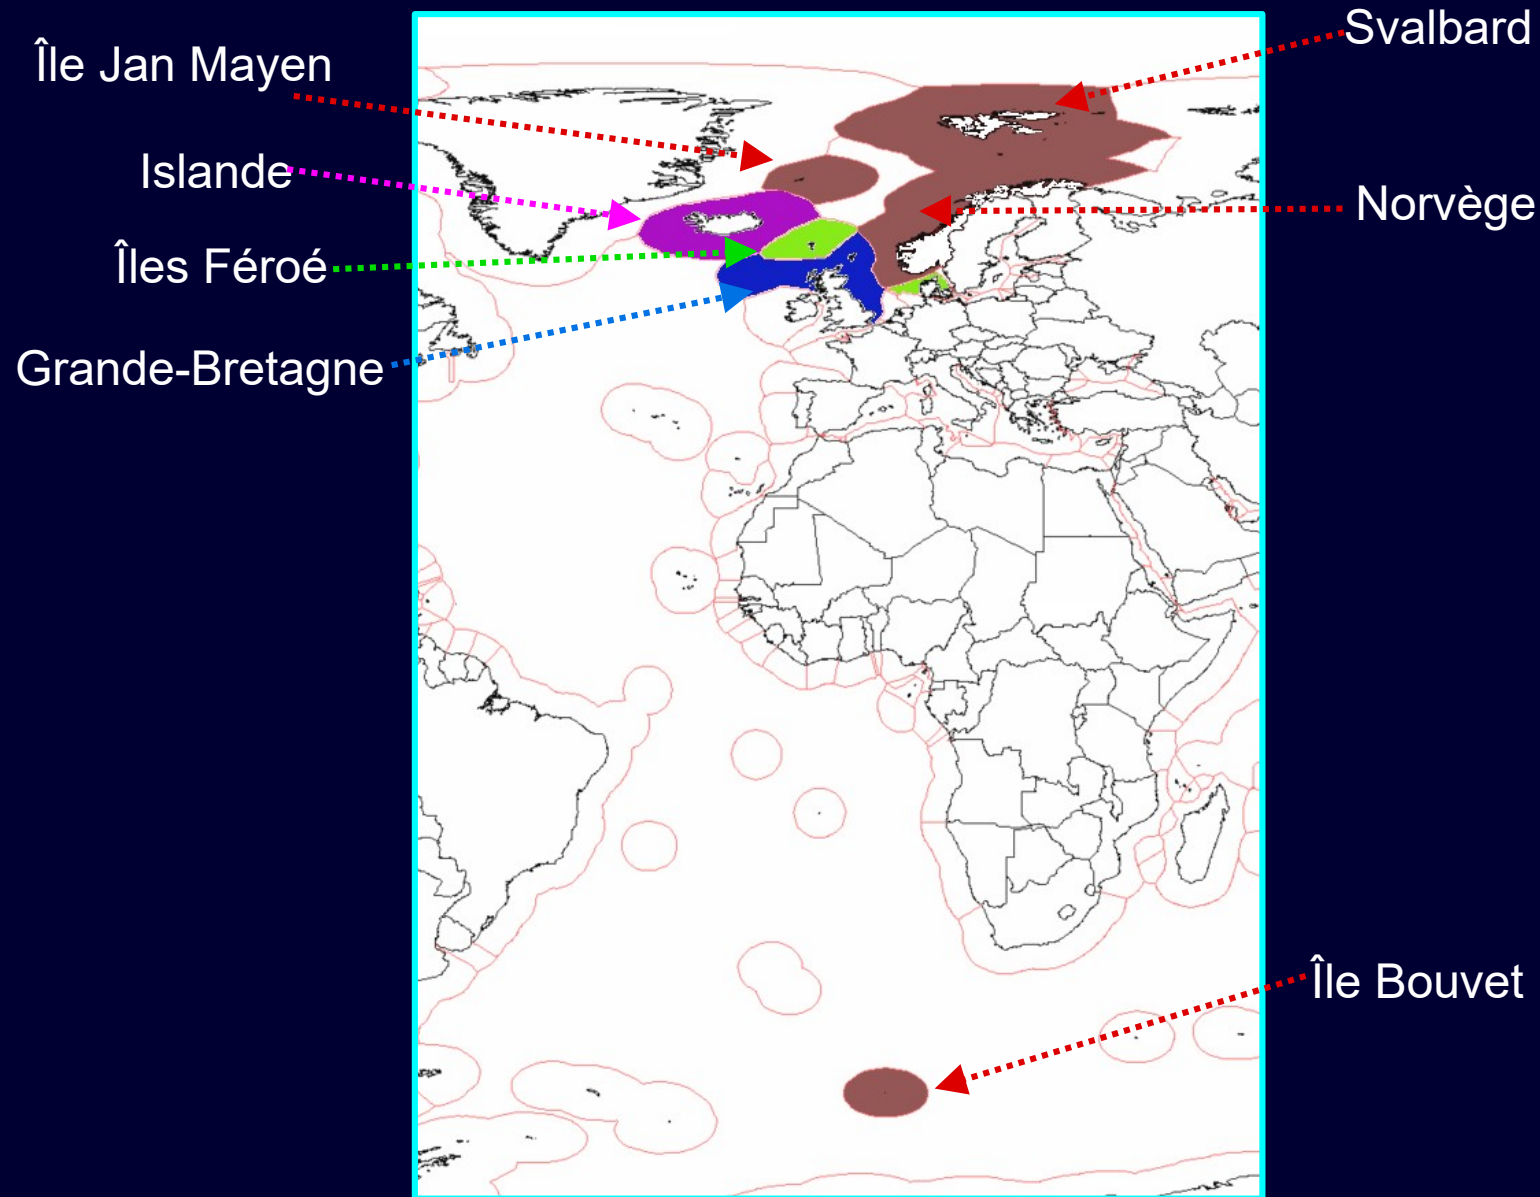 Svalbard
Île Jan Mayen
Islande
Norvège
Îles Féroé
Grande-Bretagne
Île Bouvet